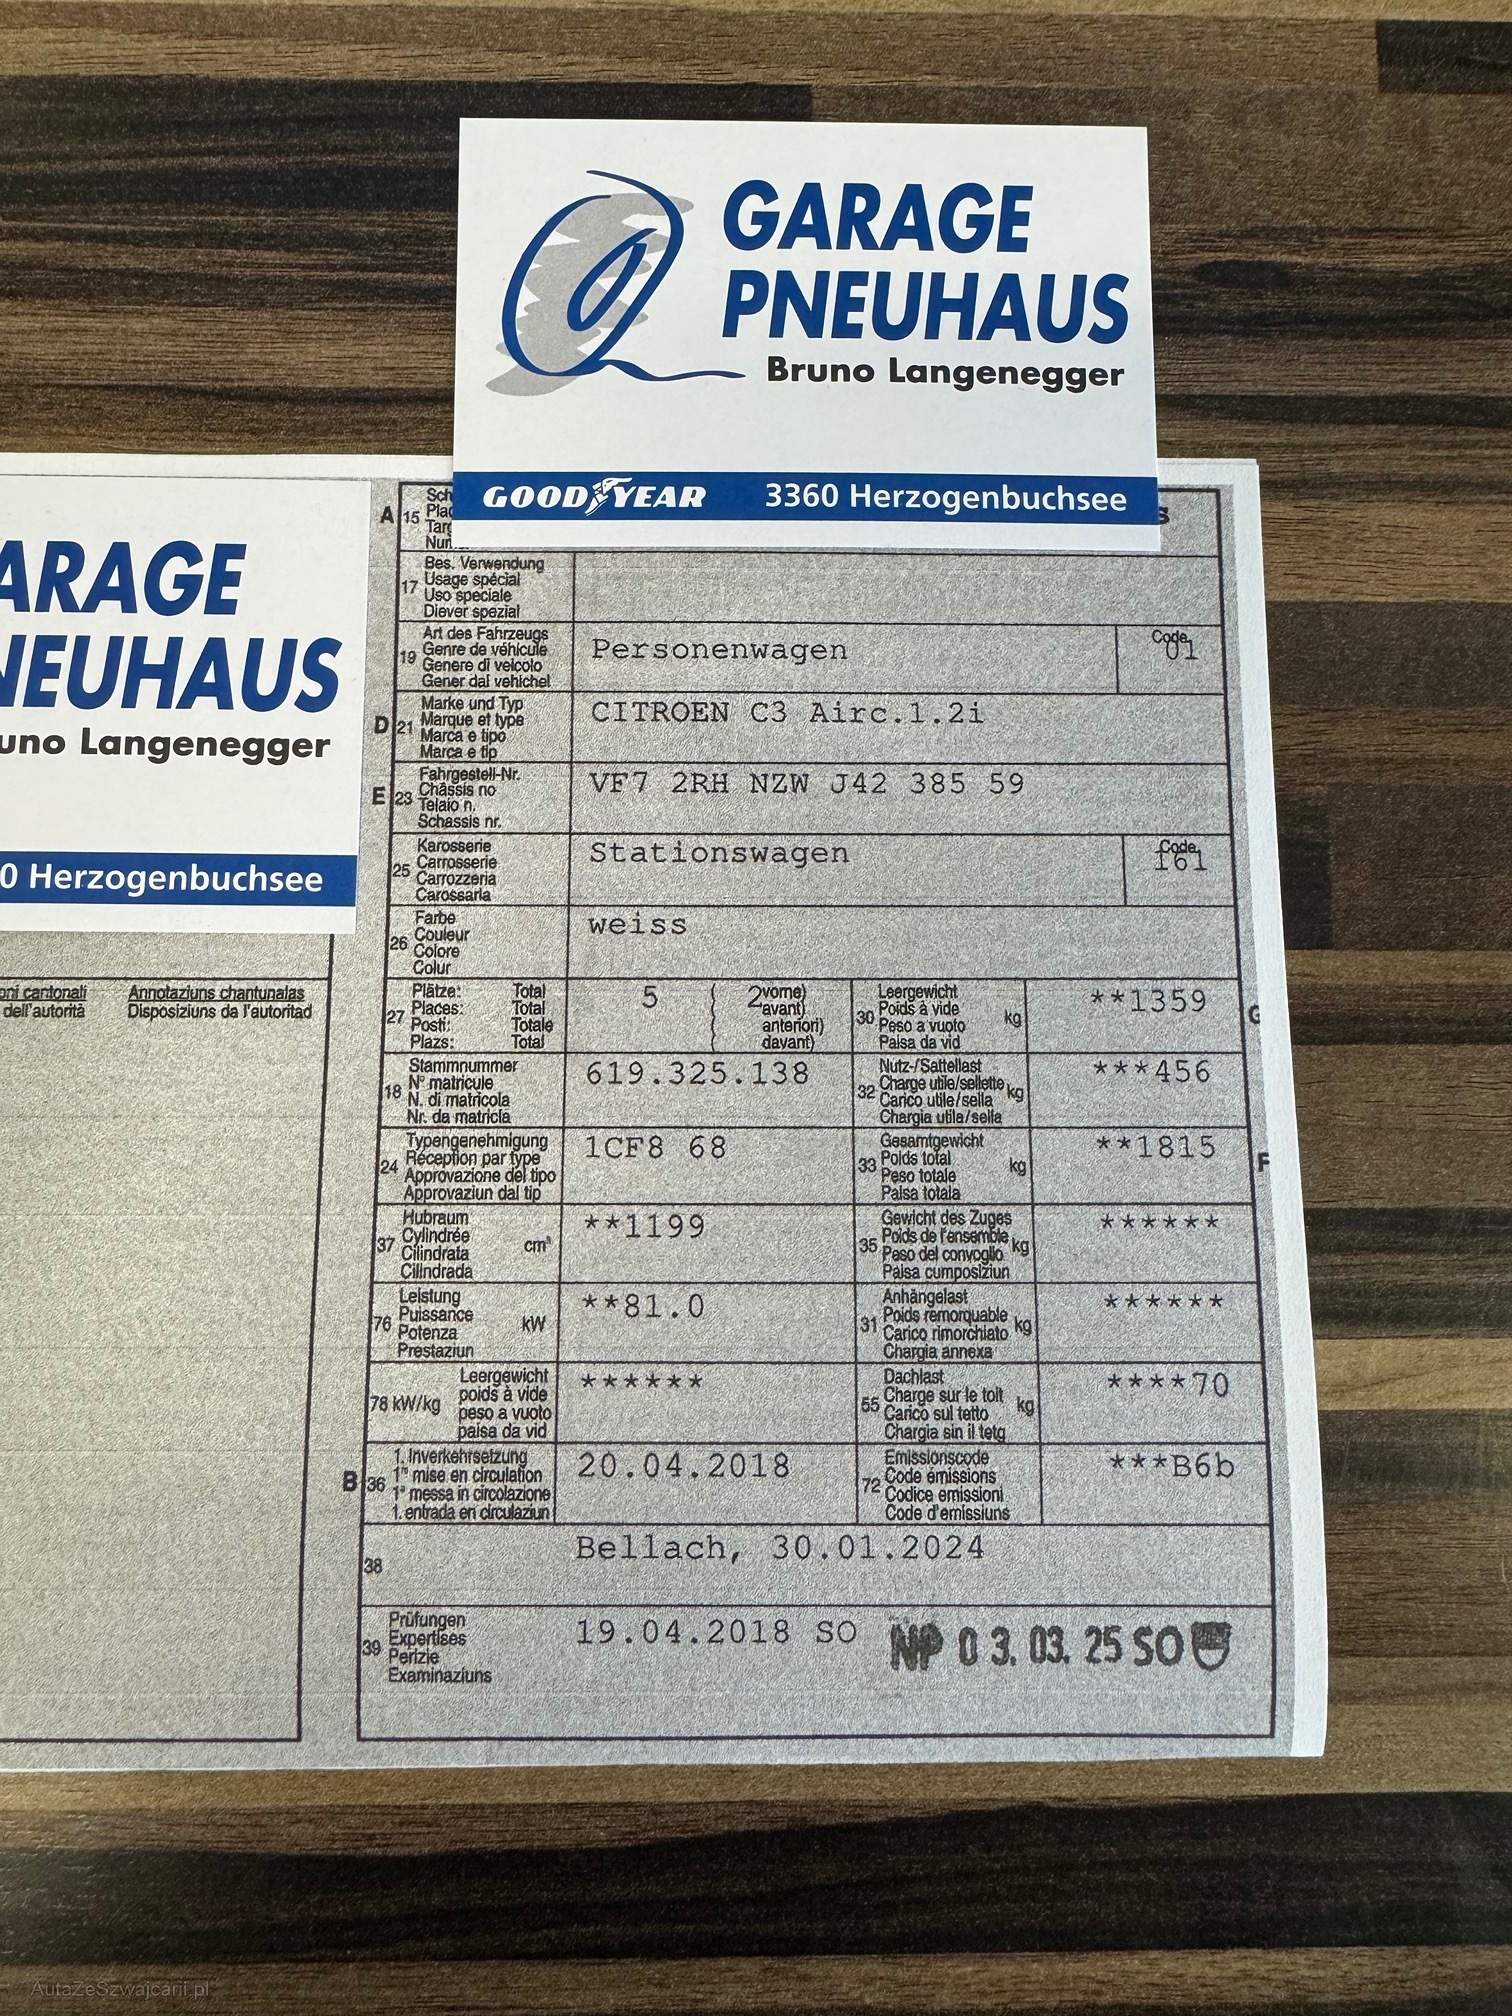 GARAGE
PNEUHAUS
Bruno Langenegger
GOODYEAR 3360 Herzogenbuchsee
ARAGE
NEUHAUS
uno Langenegger
0 Herzogenbuchsee
oni cantonali Annotaziuns chantunalas
dell'autorità Disposiziuns da l'autoritad
A 15
S
17 Bes. Verwendung
Usage spécial
Uso speciale
Diever spezial
19 Art des Fahrzeugs
Genre de véhicule
Genere di veicolo
Gener dal vehichel
Personenwagen
Code
01
D 21 Marke und Typ
Marque et type
Marca e tipo
Marca e tip
CITROEN C3 Airc.1.2i
E 23 Fahrgestell-Nr.
Châssis no
Telaio n.
Schassis nr.
VF7 2RH NZW J42 385 59
25 Karosserie
Carrosserie
Carrozzeria
Carossaria
Stationswagen
Code
161
26 Farbe
Couleur
Colore
Colur
weiss
27 Plätze: Total
Places: Total
Posti: Totale
Plazs: Total
5 ( 2 vorne)
avant)
anteriori)
( davant)
30 Leergewicht
Poids à vide
Peso a vuoto kg
Paisa da vid
**1359
G
18 Stammnummer
N° matricule
N. di matricola
Nr. da matricla
619.325.138
32 Nutz-/Sattellast
Charge utile/sellette kg
Carico utile/sella
Chargia utile/sella
***456
24 Typengenehmigung
Réception par type
Approvazione del tipo
Approvaziun dal tip
1CF8 68
33 Gesamtgewicht
Poids total kg
Peso totale
Paisa totala
**1815
F
37 Hubraum
Cylindrée
Cilindrata cm³
Cilindrada
**1199
35 Gewicht des Zuges
Poids de l'ensemble kg
Peso del convoglio
Paisa cumposiziun
******
76 Leistung
Puissance kW
Potenza
Prestaziun
**81.0
31 Anhängelast
Poids remorquable kg
Carico rimorchiato
Chargia annexa
******
78 kW/kg Leergewicht
poids à vide
peso a vuoto
paisa da vid
******
55 Dachlast
Charge sur le toit kg
Carico sul tetto
Chargia sin il tetg
****70
B 36 1. Inverkehrsetzung
1re mise en circulation
1a messa in circolazione
1. entrada en circulaziun
20.04.2018
72 Emissionscode
Code émissions
Codice emissioni
Code d'emissiuns
***B6b
38 Bellach, 30.01.2024
39 Prüfungen
Expertises
Perizie
Examinaziuns
19.04.2018 SO NP 03.03.25 SO
AutaZeSzwajcarii.pl